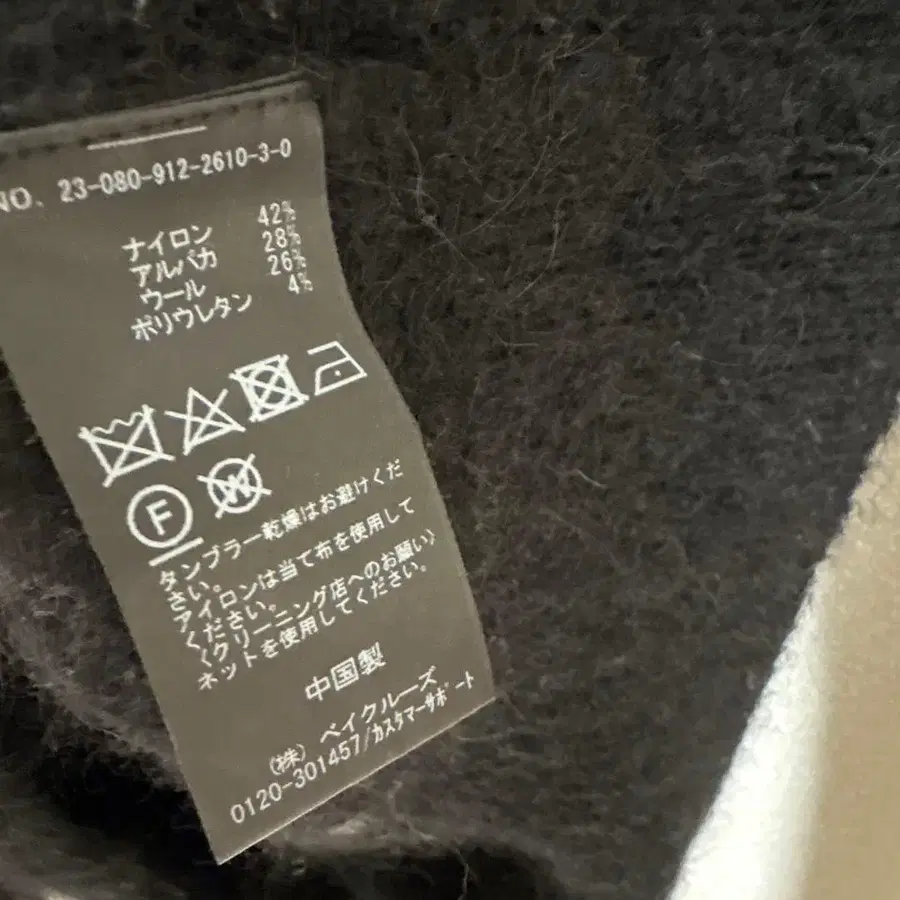 NO. 23-080-912-2610-3-0
ナイロン 42%
アルパカ 28%
ウール 26%
ポリウレタン 4%
F W
タンブラー乾燥はお避けくだ
さい。
アイロンは当て布を使用して
ください。
〈クリーニング店へのお願い〉
ネットを使用してください。
中国製
(株) ベイクルーズ
0120-301457/カスタマーサポート